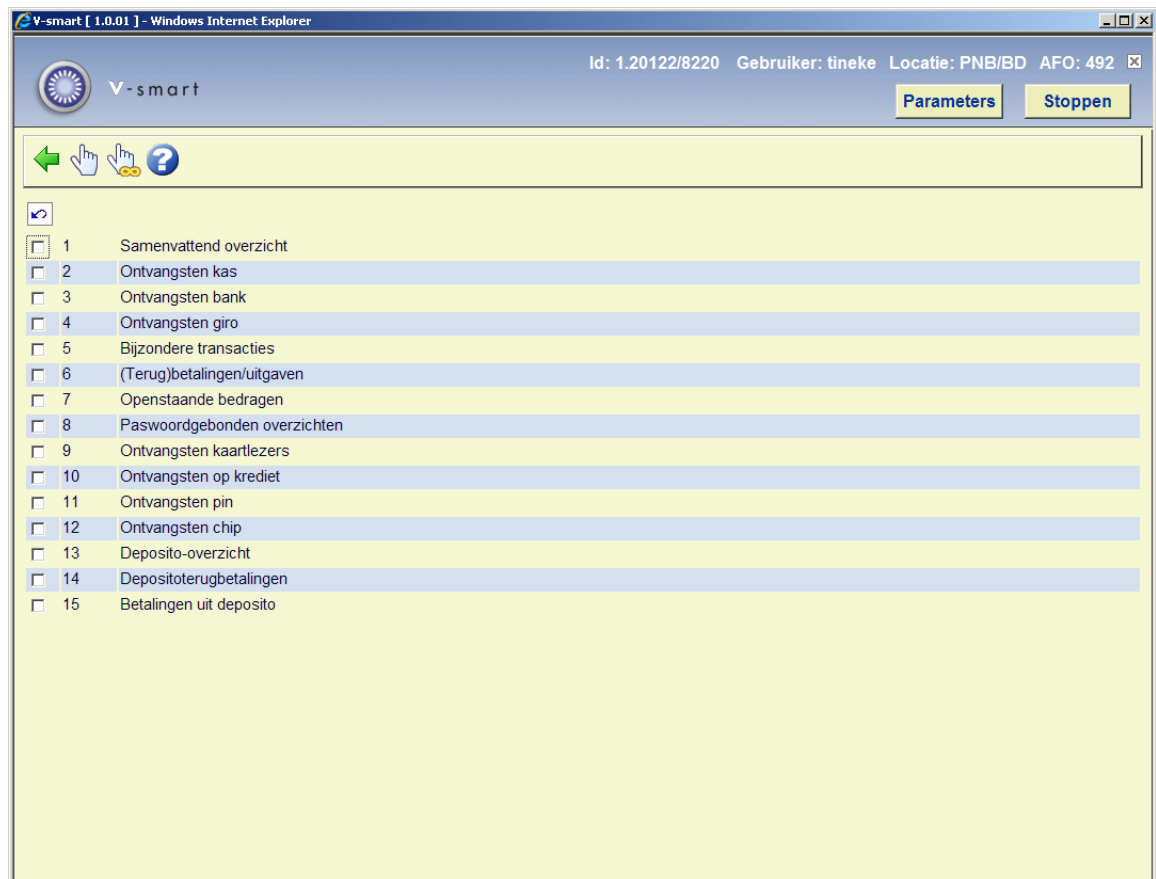 V-smart [ 1.0.01 ] - Windows Internet Explorer
Id: 1.20122/8220 Gebruiker: tineke Locatie: PNB/BD AFO: 492
V-smart
Parameters Stoppen
1 Samenvattend overzicht
2 Ontvangsten kas
3 Ontvangsten bank
4 Ontvangsten giro
5 Bijzondere transacties
6 (Terug)betalingen/uitgaven
7 Openstaande bedragen
8 Paswoordgebonden overzichten
9 Ontvangsten kaartlezers
10 Ontvangsten op krediet
11 Ontvangsten pin
12 Ontvangsten chip
13 Deposito-overzicht
14 Depositoterugbetalingen
15 Betalingen uit deposito